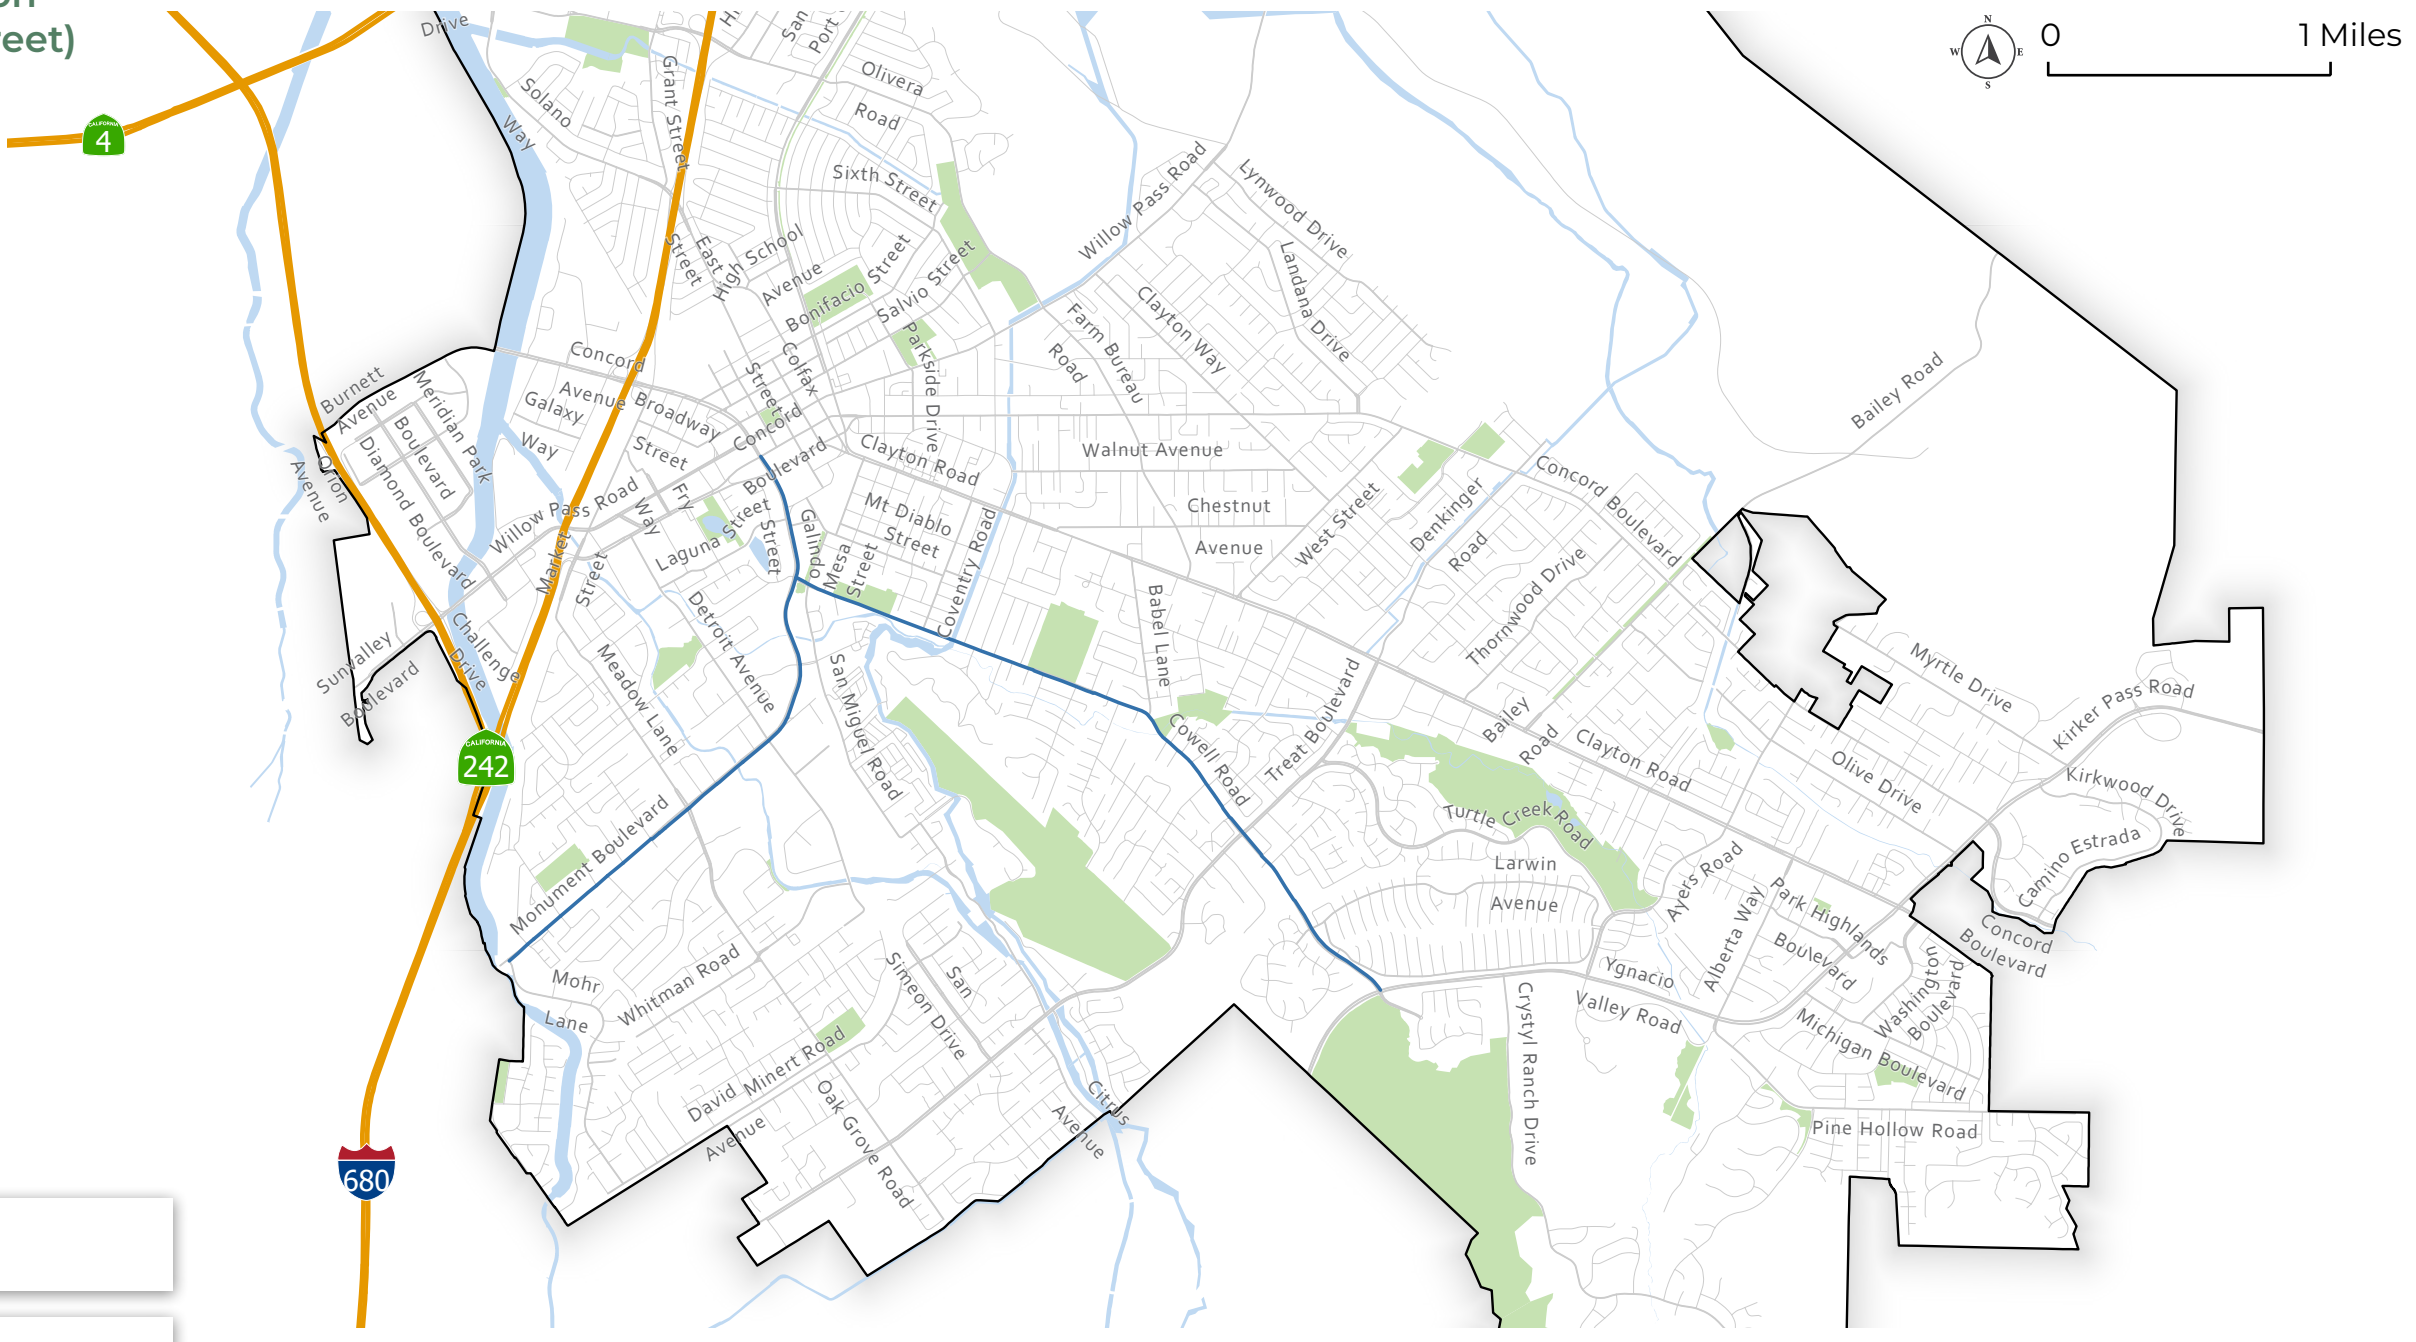 reet)
0
1 Miles
N
W
E
S
Drive
Solano
Way
Grant Street
San
Port
Olivera
Road
CALIFORNIA
4
Sixth Street
Willow Pass Road
Lynwood Drive
Landana Drive
East
Street
High School
Avenue
Bonifacio Street
Salvio Street
Parkside Drive
Colfax
Street
Farm Bureau
Road
Clayton Way
Bailey Road
Concord
Avenue
Burnett
Avenue
Meridian Park
Boulevard
Galaxy
Way
Broadway
Street
Concord
Boulevard
Clayton Road
Walnut Avenue
Diamond Boulevard
Orion
Avenue
Willow Pass Road
Fry
Way
Laguna Street
Street
Galindo
Mt Diablo
Street
Mesa
Street
Coventry Road
Chestnut
Avenue
West Street
Denkinger
Road
Concord Boulevard
Thornwood Drive
Market
Street
Detroit Avenue
Babel Lane
Challenge
Drive
Sunvalley
Boulevard
Meadow Lane
San Miguel Road
Cowell Road
Treat Boulevard
Bailey
Road
Clayton Road
Myrtle Drive
Kirker Pass Road
Olive Drive
Kirkwood Drive
CALIFORNIA
242
Monument Boulevard
Turtle Creek Road
Camino Estrada
Larwin
Avenue
Ayers Road
Alberta Way
Park Highlands
Boulevard
Concord
Boulevard
Mohr
Lane
Whitman Road
Simeon Drive
San
Ygnacio
Valley Road
Washington
Boulevard
Michigan Boulevard
Crystyl Ranch Drive
David Minert Road
Avenue
Oak Grove Road
Citrus
Avenue
Pine Hollow Road
680